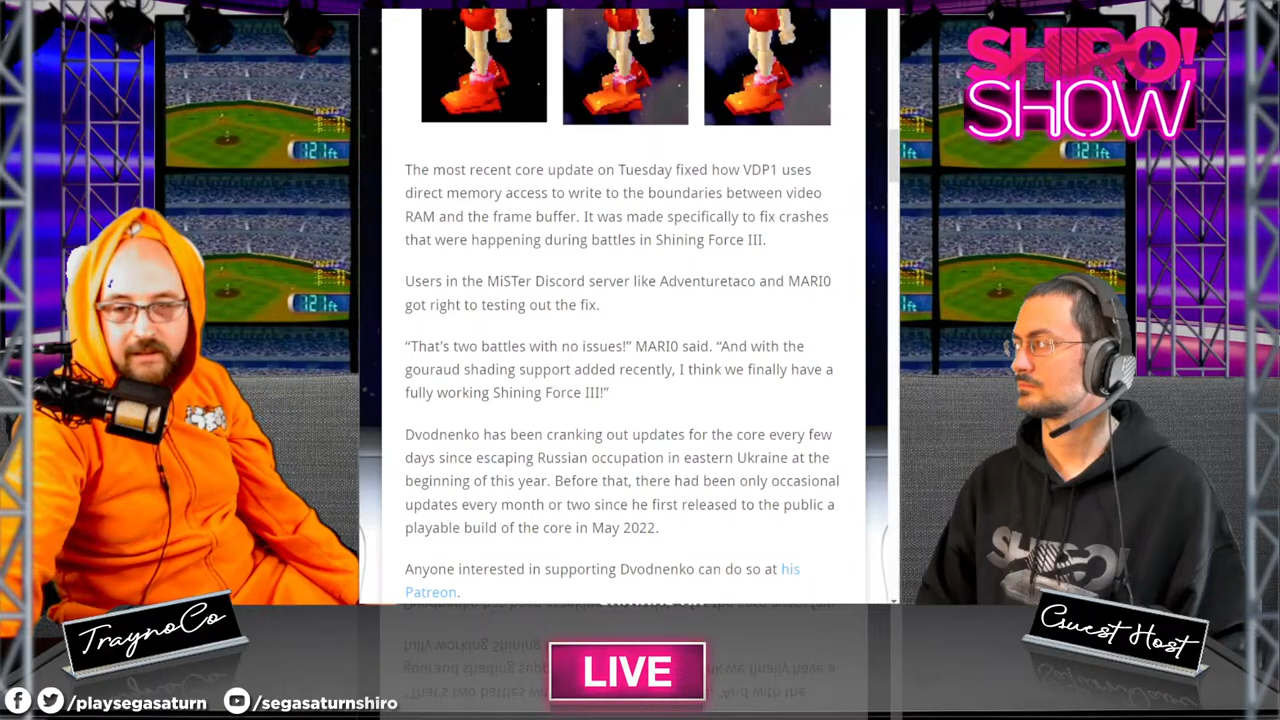 SHIRO!
SHOW
121ft
121ft
121ft
121ft
The most recent core update on Tuesday fixed how VDP1 uses
direct memory access to write to the boundaries between video
RAM and the frame buffer. It was made specifically to fix crashes
that were happening during battles in Shining Force III.
Users in the MiSTer Discord server like Adventuretaco and MARI0
got right to testing out the fix.
“That’s two battles with no issues!” MARI0 said. “And with the
gouraud shading support added recently, I think we finally have a
fully working Shining Force III!”
Dvodnenko has been cranking out updates for the core every few
days since escaping Russian occupation in eastern Ukraine at the
beginning of this year. Before that, there had been only occasional
updates every month or two since he first released to the public a
playable build of the core in May 2022.
Anyone interested in supporting Dvodnenko can do so at his
Patreon.
TraynoCo
SHIRO!
Guest Host
LIVE
/playsegasaturn
/segasaturnshiro